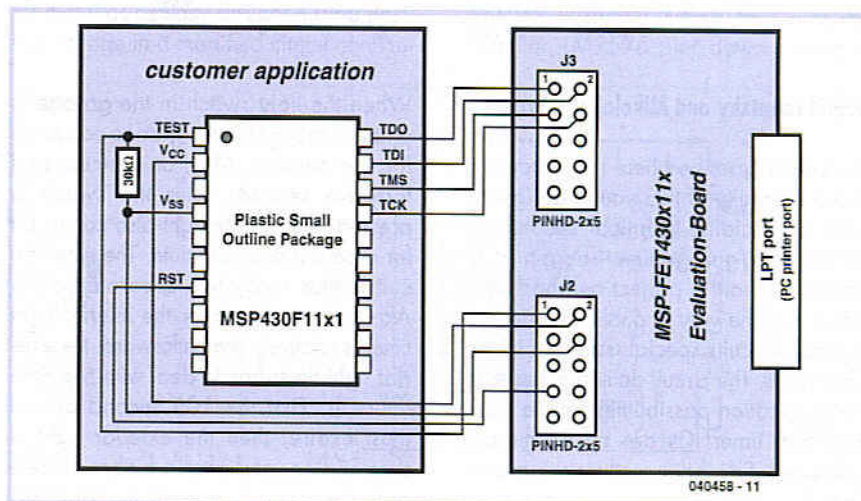 customer application
TEST
VCC
30kΩ
VSS
RST
TDO
TDI
TMS
TCK
Plastic Small
Outline Package
MSP430F11x1
J3
1 2
PINHD-2x5
J2
1 2
PINHD-2x5
MSP-FET430x11x
Evaluation-Board
LPT port
(PC printer port)
040458 - 11